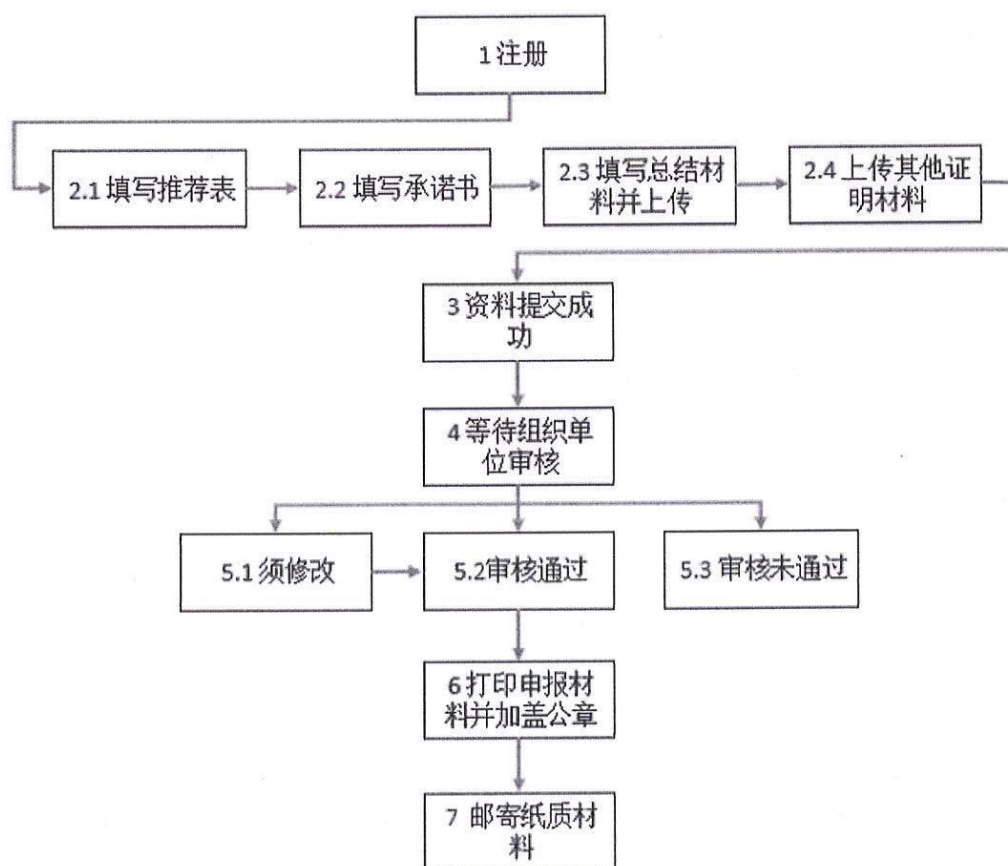 1 注册
2.1 填写推荐表
2.2 填写承诺书
2.3 填写总结材
料并上传
2.4 上传其他证
明材料
3 资料提交成
功
4 等待组织单
位审核
5.1 须修改
5.2审核通过
5.3 审核未通过
6 打印申报材
料并加盖公章
7 邮寄纸质材
料